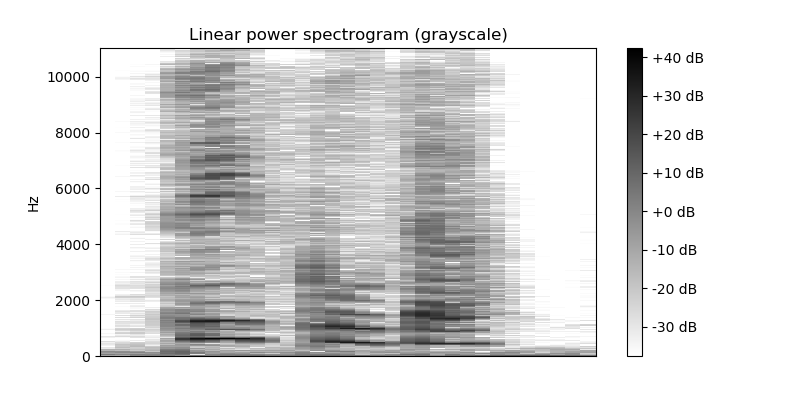 Linear power spectrogram (grayscale)
Hz
10000
8000
6000
4000
2000
0
+40 dB
+30 dB
+20 dB
+10 dB
+0 dB
-10 dB
-20 dB
-30 dB